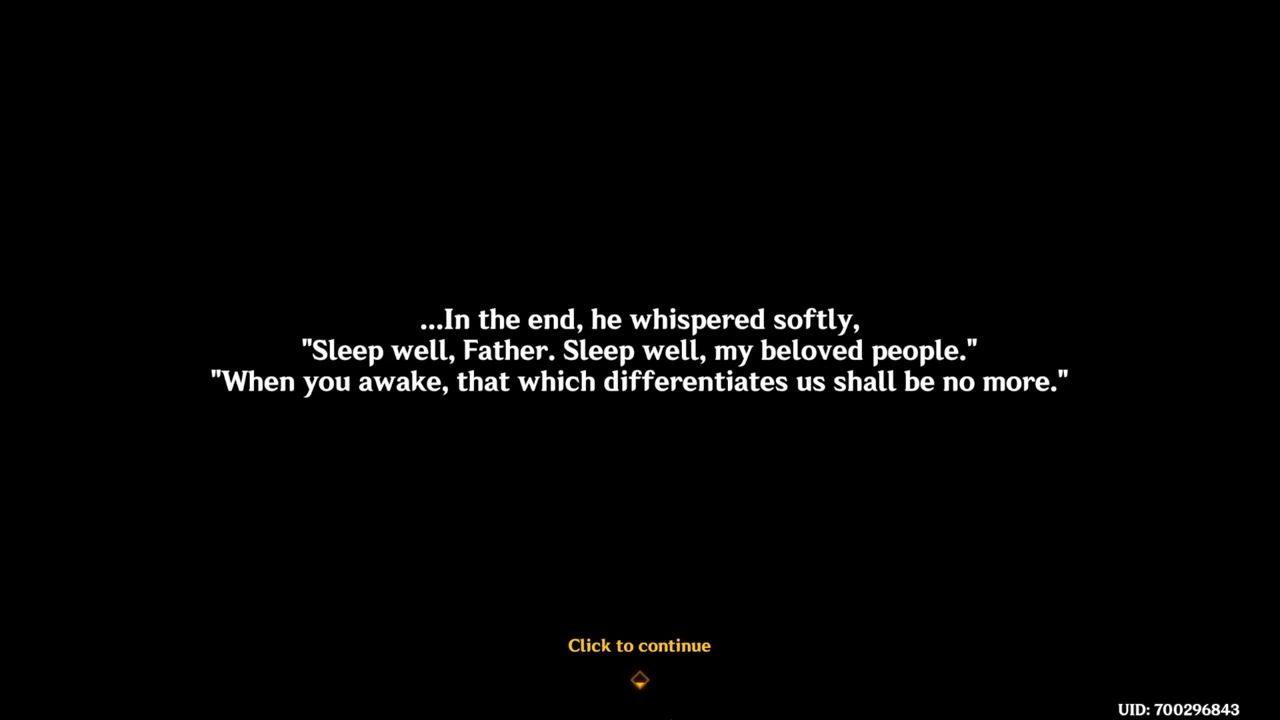 ...In the end, he whispered softly,
"Sleep well, Father. Sleep well, my beloved people."
"When you awake, that which differentiates us shall be no more."
Click to continue
UID: 700296843